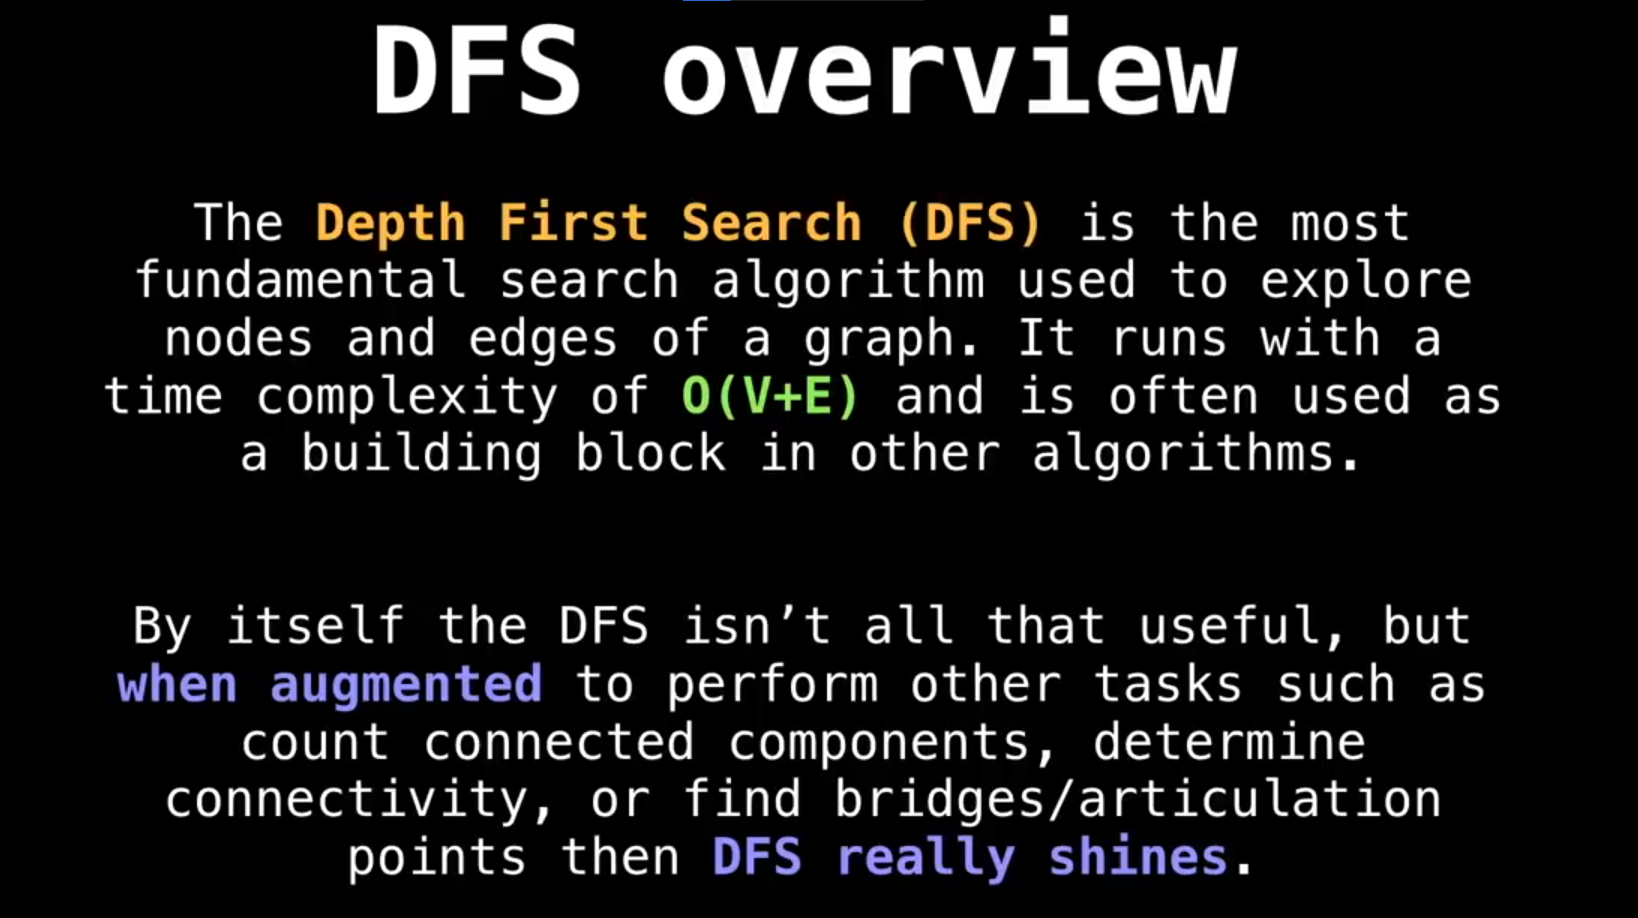 DFS overview
The Depth First Search (DFS) is the most
fundamental search algorithm used to explore
nodes and edges of a graph. It runs with a
time complexity of O(V+E) and is often used as
a building block in other algorithms.
By itself the DFS isn’t all that useful, but
when augmented to perform other tasks such as
count connected components, determine
connectivity, or find bridges/articulation
points then DFS really shines.